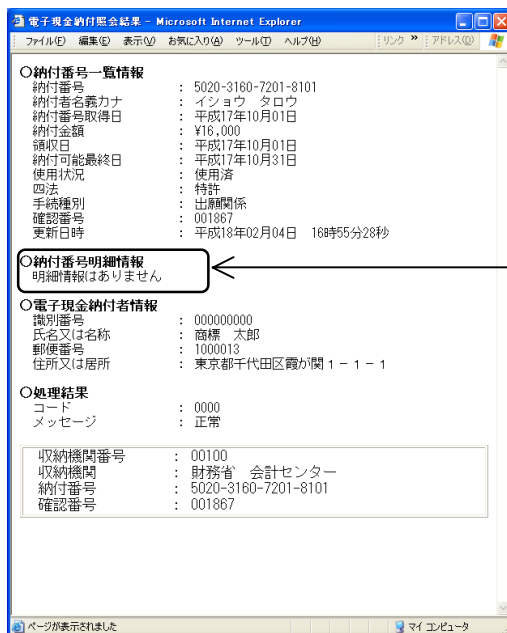 電子現金納付照会結果 - Microsoft Internet Explorer
ファイル(F) 編集(E) 表示(V) お気に入り(A) ツール(T) ヘルプ(H) リンク » アドレス(D)
○納付番号一覧情報
納付番号 : 5020-3160-7201-8101
納付者名義カナ : イショウ タロウ
納付番号取得日 : 平成17年10月01日
納付金額 : ¥16,000
領収日 : 平成17年10月01日
納付可能最終日 : 平成17年10月31日
使用状況 : 使用済
四法 : 特許
手続種別 : 出願関係
確認番号 : 001867
更新日時 : 平成18年02月04日 16時55分28秒
○納付番号明細情報
明細情報はありません
○電子現金納付者情報
識別番号 : 000000000
氏名又は名称 : 商標 太郎
郵便番号 : 1000013
住所又は居所 : 東京都千代田区霞が関1-1-1
○処理結果
コード : 0000
メッセージ : 正常
収納機関番号 : 00100
収納機関 : 財務省 会計センター
納付番号 : 5020-3160-7201-8101
確認番号 : 001867
ページが表示されました マイ コンピュータ